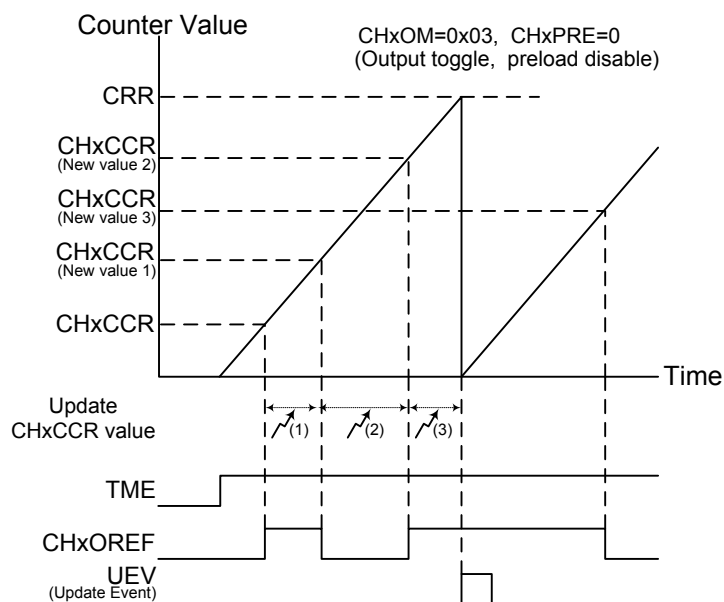 Counter Value
CHxOM=0x03, CHxPRE=0
(Output toggle, preload disable)
CRR
CHxCCR
(New value 2)
CHxCCR
(New value 3)
CHxCCR
(New value 1)
CHxCCR
Time
Update
CHxCCR value
(1)
(2)
(3)
TME
CHxOREF
UEV
(Update Event)